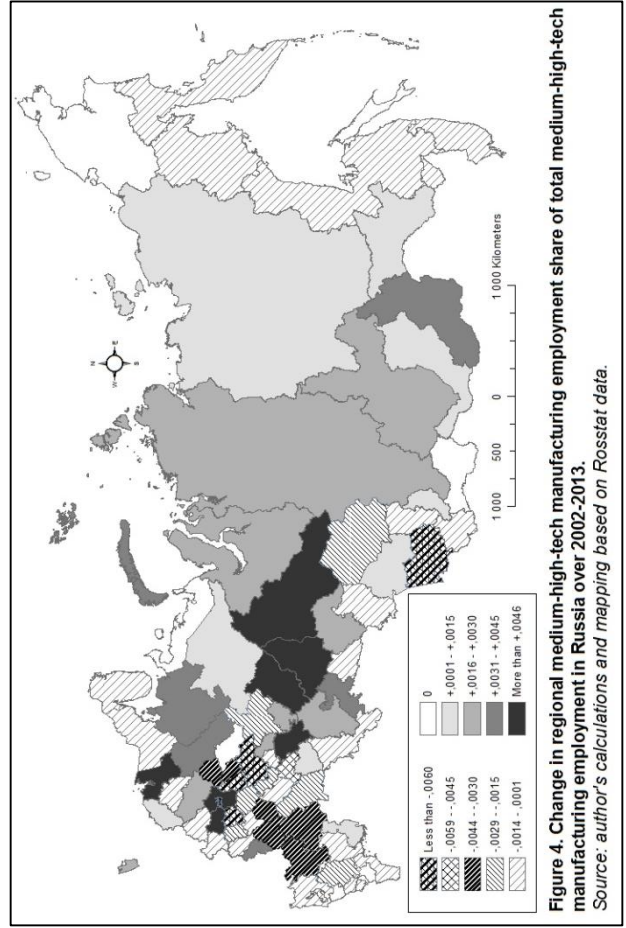 N
W E
S
1 000 500 0 1 000 Kilometers
Less than -,0060
-,0059 - -,0045
-,0044 - -,0030
-,0029 - -,0015
-,0014 - ,0001
0
+,0001 - +,0015
+,0016 - +,0030
+,0031 - +,0045
More than +,0046
Figure 4. Change in regional medium-high-tech manufacturing employment share of total medium-high-tech
manufacturing employment in Russia over 2002-2013.
Source: author's calculations and mapping based on Rosstat data.